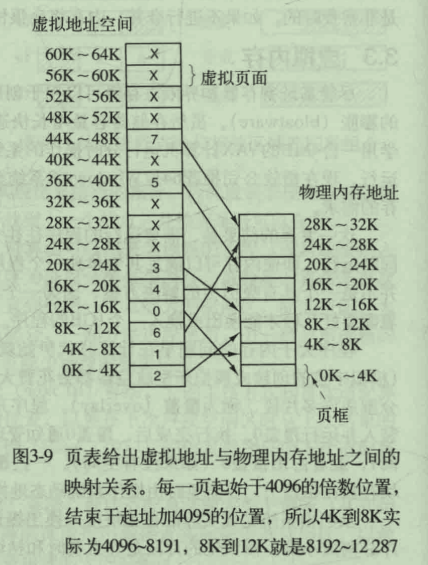 虚拟地址空间
60K~64K
56K~60K X } 虚拟页面
52K~56K X
48K~52K
44K~48K X
40K~44K X
36K~40K 5
32K~36K X
28K~32K X
24K~28K X
20K~24K 3
16K~20K 4
12K~16K 0
8K~12K 6
4K~8K 1
0K~4K 2
物理内存地址
28K~32K
24K~28K
20K~24K
16K~20K
12K~16K
8K~12K
4K~8K
} 0K~4K
页框
图3-9 页表给出虚拟地址与物理内存地址之间的
映射关系。每一页起始于4096的倍数位置，
结束于起址加4095的位置，所以4K到8K实
际为4096~8191，8K到12K就是8192~12 287